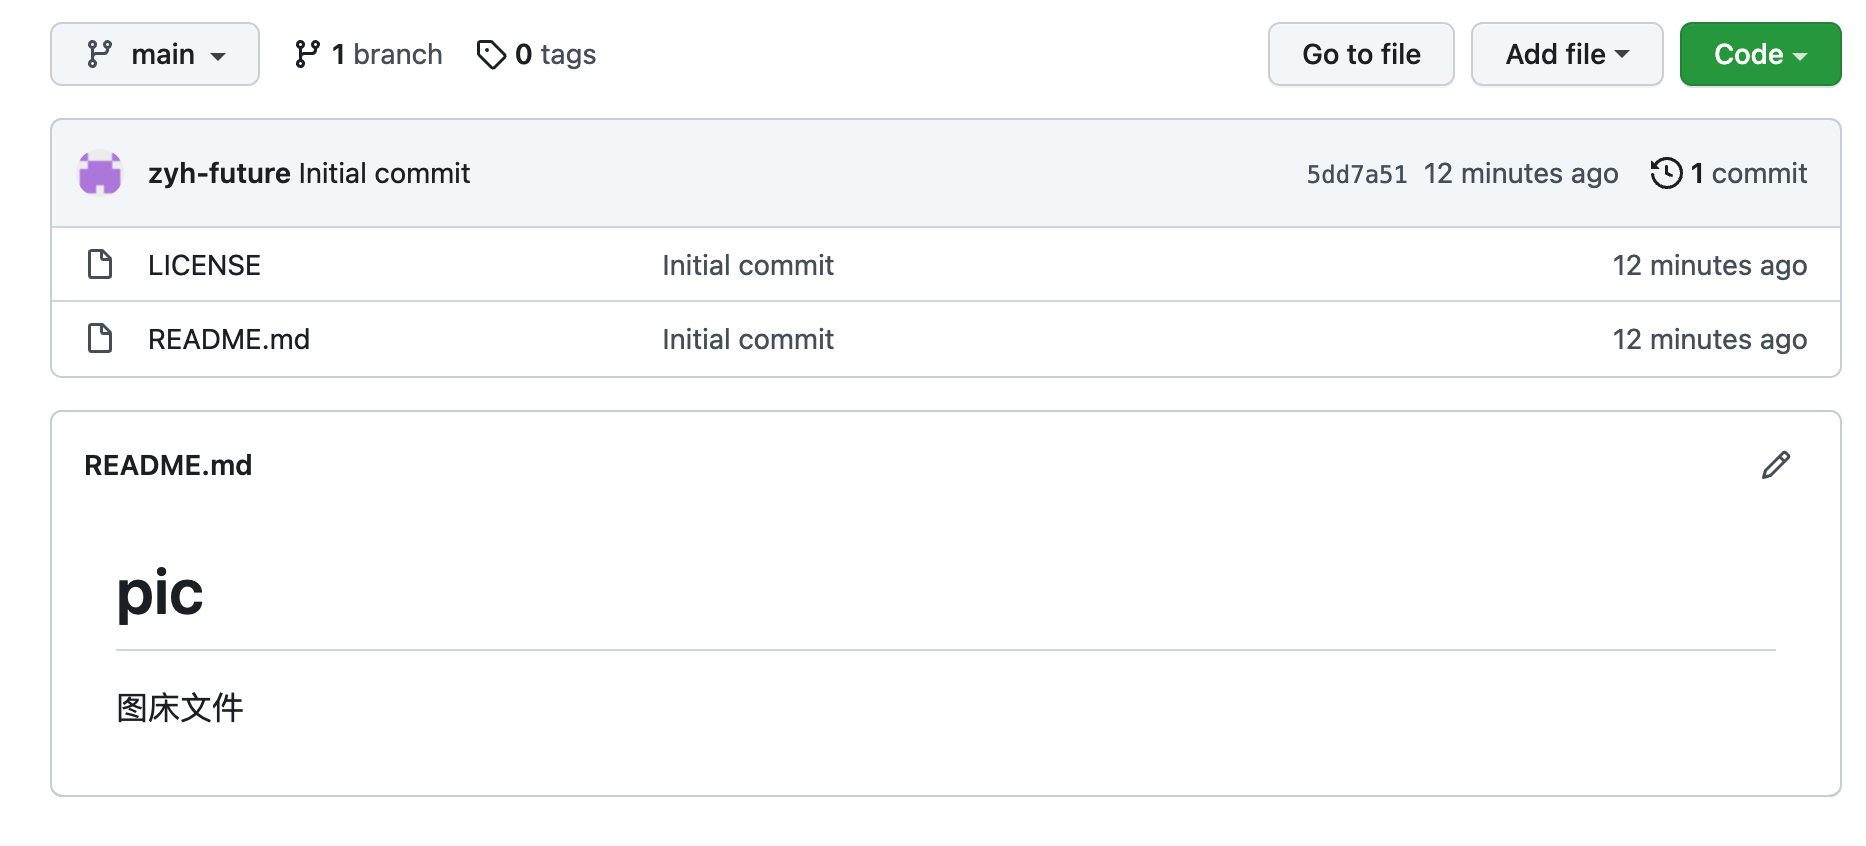 main 1 branch 0 tags Go to file Add file Code
zyh-future Initial commit 5dd7a51 12 minutes ago 1 commit
LICENSE Initial commit 12 minutes ago
README.md Initial commit 12 minutes ago
README.md
pic
图床文件